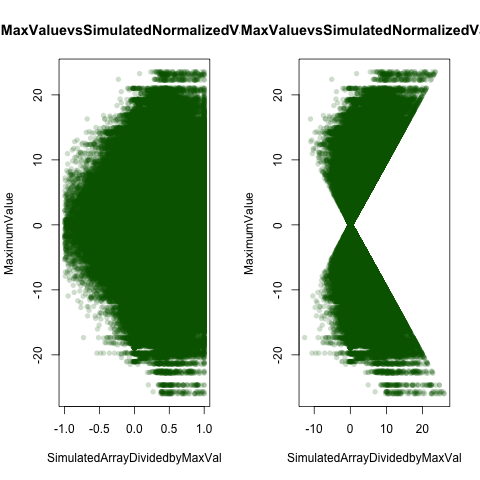 MaxValuevsSimulatedNormalizedV
20
10
0
-10
-20
MaximumValue
-1.0 -0.5 0.0 0.5 1.0
SimulatedArrayDividedbyMaxVal
MaxValuevsSimulatedNormalizedV
20
10
0
-10
-20
MaximumValue
-10 0 10 20
SimulatedArrayDividedbyMaxVal